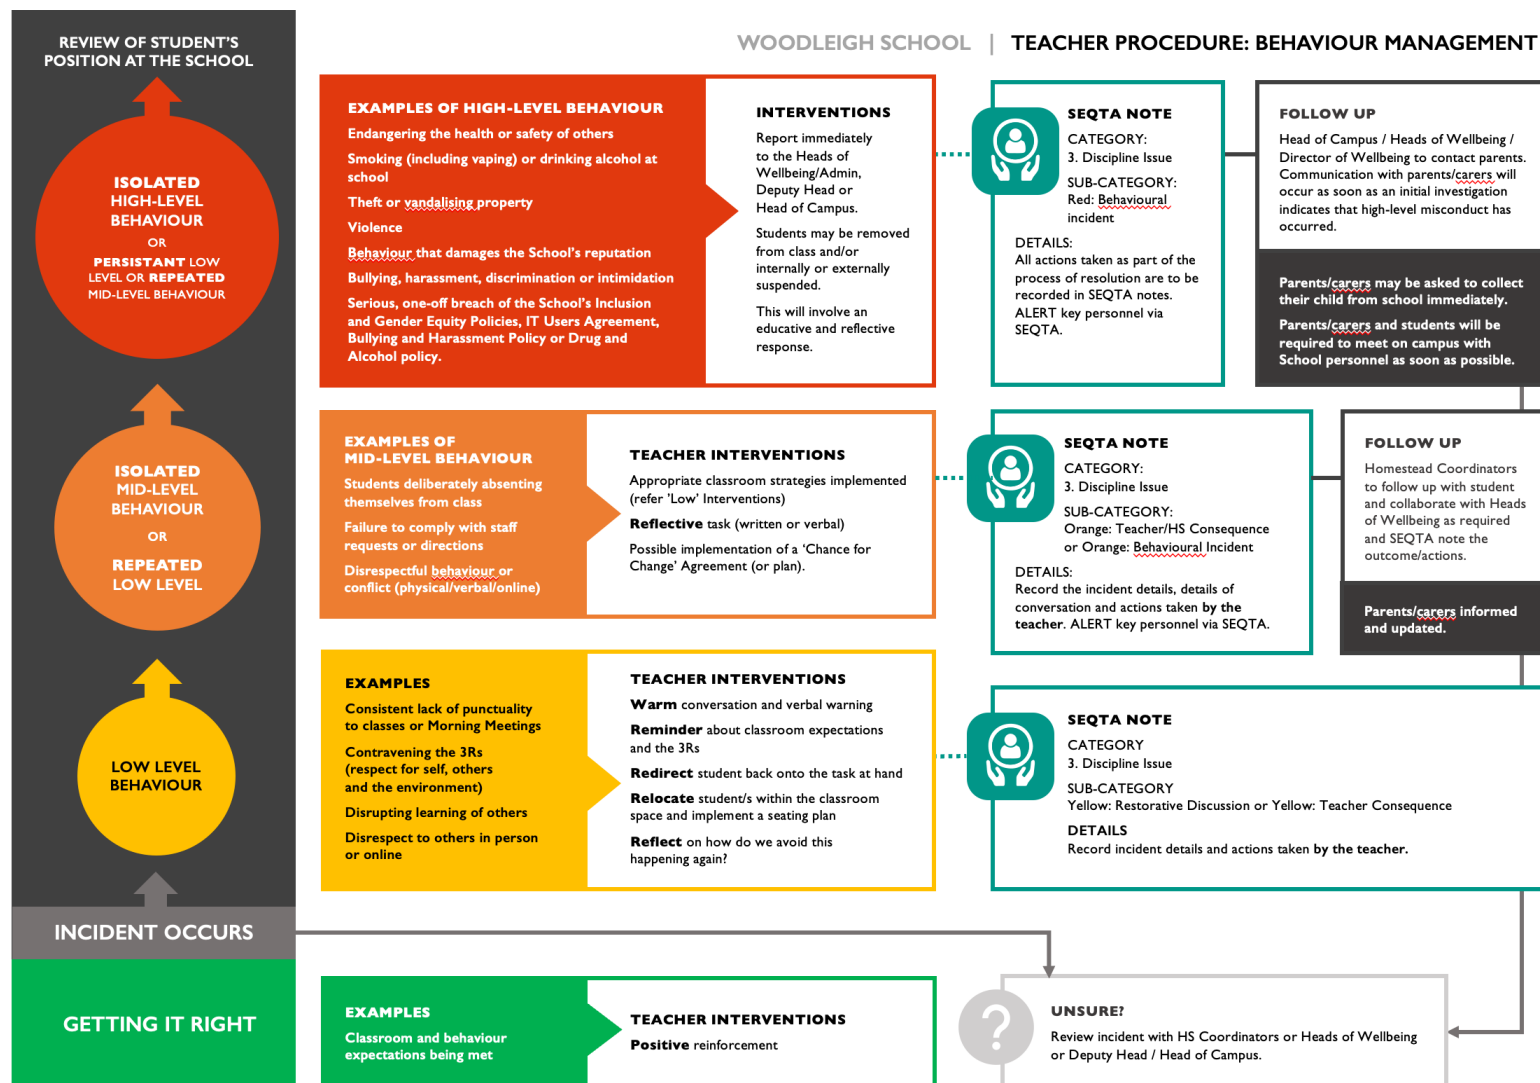 REVIEW OF STUDENT'S
POSITION AT THE SCHOOL
WOODLEIGH SCHOOL | TEACHER PROCEDURE: BEHAVIOUR MANAGEMENT
ISOLATED
HIGH-LEVEL
BEHAVIOUR
OR
PERSISTANT LOW
LEVEL OR REPEATED
MID-LEVEL BEHAVIOUR
EXAMPLES OF HIGH-LEVEL BEHAVIOUR
Endangering the health or safety of others
Smoking (including vaping) or drinking alcohol at
school
Theft or vandalising property
Violence
Behaviour that damages the School's reputation
Bullying, harassment, discrimination or intimidation
Serious, one-off breach of the School's Inclusion
and Gender Equity Policies, IT Users Agreement,
Bullying and Harassment Policy or Drug and
Alcohol policy.
INTERVENTIONS
Report immediately
to the Heads of
Wellbeing/Admin,
Deputy Head or
Head of Campus.
Students may be removed
from class and/or
internally or externally
suspended.
This will involve an
educative and reflective
response.
SEQTA NOTE
CATEGORY:
3. Discipline Issue
SUB-CATEGORY:
Red: Behavioural
incident
DETAILS:
All actions taken as part of the
process of resolution are to be
recorded in SEQTA notes.
ALERT key personnel via
SEQTA.
FOLLOW UP
Head of Campus / Heads of Wellbeing /
Director of Wellbeing to contact parents.
Communication with parents/carers will
occur as soon as an initial investigation
indicates that high-level misconduct has
occurred.
Parents/carers may be asked to collect
their child from school immediately.
Parents/carers and students will be
required to meet on campus with
School personnel as soon as possible.
ISOLATED
MID-LEVEL
BEHAVIOUR
OR
REPEATED
LOW LEVEL
EXAMPLES OF
MID-LEVEL BEHAVIOUR
Students deliberately absenting
themselves from class
Failure to comply with staff
requests or directions
Disrespectful behaviour or
conflict (physical/verbal/online)
TEACHER INTERVENTIONS
Appropriate classroom strategies implemented
(refer 'Low' Interventions)
Reflective task (written or verbal)
Possible implementation of a 'Chance for
Change' Agreement (or plan).
SEQTA NOTE
CATEGORY:
3. Discipline Issue
SUB-CATEGORY:
Orange: Teacher/HS Consequence
or Orange: Behavioural Incident
DETAILS:
Record the incident details, details of
conversation and actions taken by the
teacher. ALERT key personnel via SEQTA.
FOLLOW UP
Homestead Coordinators
to follow up with student
and collaborate with Heads
of Wellbeing as required
and SEQTA note the
outcome/actions.
Parents/carers informed
and updated.
LOW LEVEL
BEHAVIOUR
EXAMPLES
Consistent lack of punctuality
to classes or Morning Meetings
Contravening the 3Rs
(respect for self, others
and the environment)
Disrupting learning of others
Disrespect to others in person
or online
TEACHER INTERVENTIONS
Warm conversation and verbal warning
Reminder about classroom expectations
and the 3Rs
Redirect student back onto the task at hand
Relocate student/s within the classroom
space and implement a seating plan
Reflect on how do we avoid this
happening again?
SEQTA NOTE
CATEGORY
3. Discipline Issue
SUB-CATEGORY
Yellow: Restorative Discussion or Yellow: Teacher Consequence
DETAILS
Record incident details and actions taken by the teacher.
INCIDENT OCCURS
GETTING IT RIGHT
EXAMPLES
Classroom and behaviour
expectations being met
TEACHER INTERVENTIONS
Positive reinforcement
?
UNSURE?
Review incident with HS Coordinators or Heads of Wellbeing
or Deputy Head / Head of Campus.